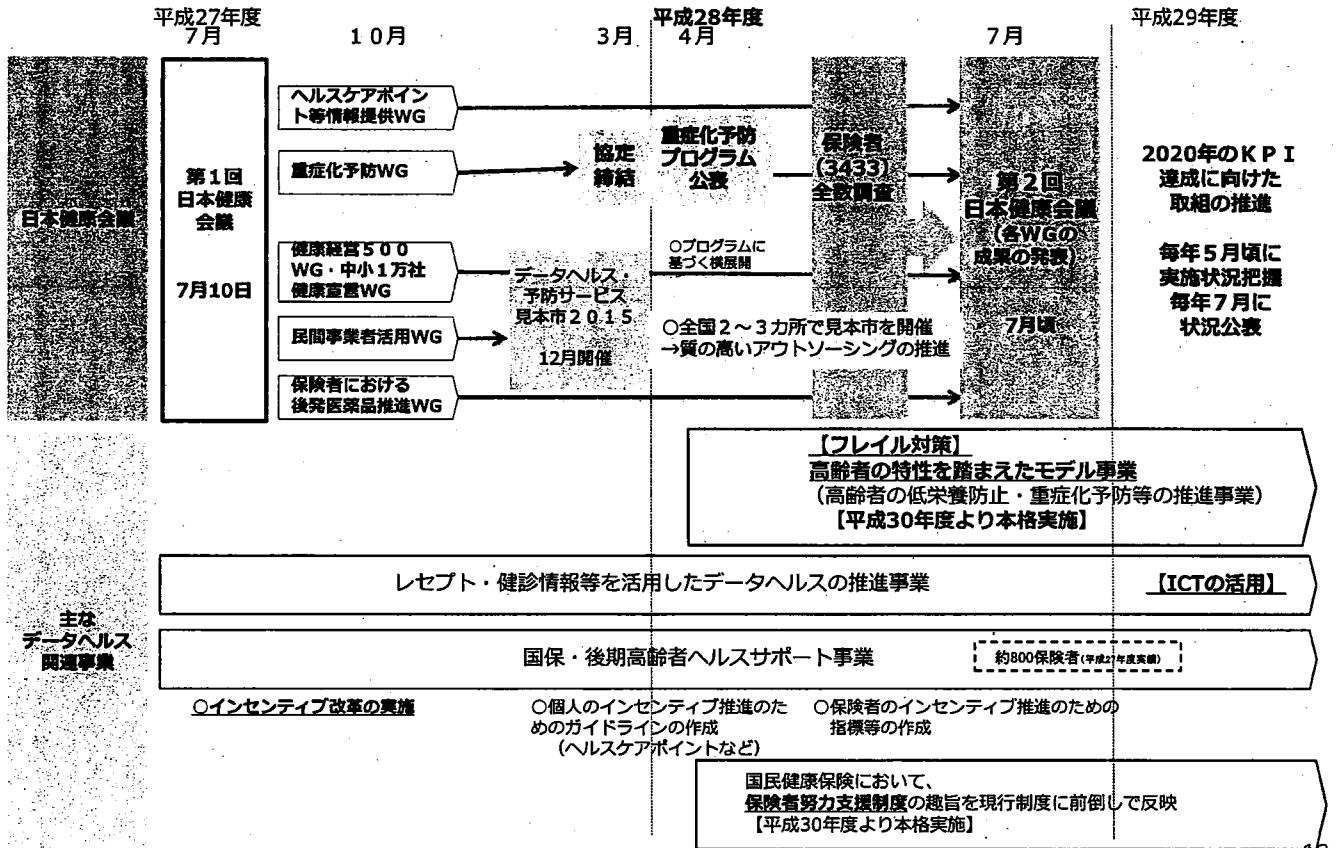 平成27年度
7月
10月
3月
平成28年度
4月
7月
平成29年度
日本健康会議
第1回
日本健康
会議
7月10日
ヘルスケアポイン
ト等情報提供WG
重症化予防WG
協定
締結
重症化予防
プログラム
公表
健康経営500
WG・中小1万社
健康宣言WG
○プログラムに
基づく横展開
民間事業者活用WG
データヘルス・
予防サービス
見本市2015
12月開催
○全国2~3カ所で見本市を開催
→質の高いアウトソーシングの推進
保険者における
後発医薬品推進WG
保険者
(3433)
全数調査
第2回
日本健康会議
(各WGの
成果の発表)
7月頃
2020年のKPI
達成に向けた
取組の推進
毎年5月頃に
実施状況把握
毎年7月に
状況公表
主な
データヘルス
関連事業
【フレイル対策】
高齢者の特性を踏まえたモデル事業
(高齢者の低栄養防止・重症化予防等の推進事業)
【平成30年度より本格実施】
レセプト・健診情報等を活用したデータヘルスの推進事業
【ICTの活用】
国保・後期高齢者ヘルスサポート事業
約800保険者(平成27年度実績)
○インセンティブ改革の実施
○個人のインセンティブ推進のた
めのガイドラインの作成
(ヘルスケアポイントなど)
○保険者のインセンティブ推進のための
指標等の作成
国民健康保険において、
保険者努力支援制度の趣旨を現行制度に前倒しで反映
【平成30年度より本格実施】